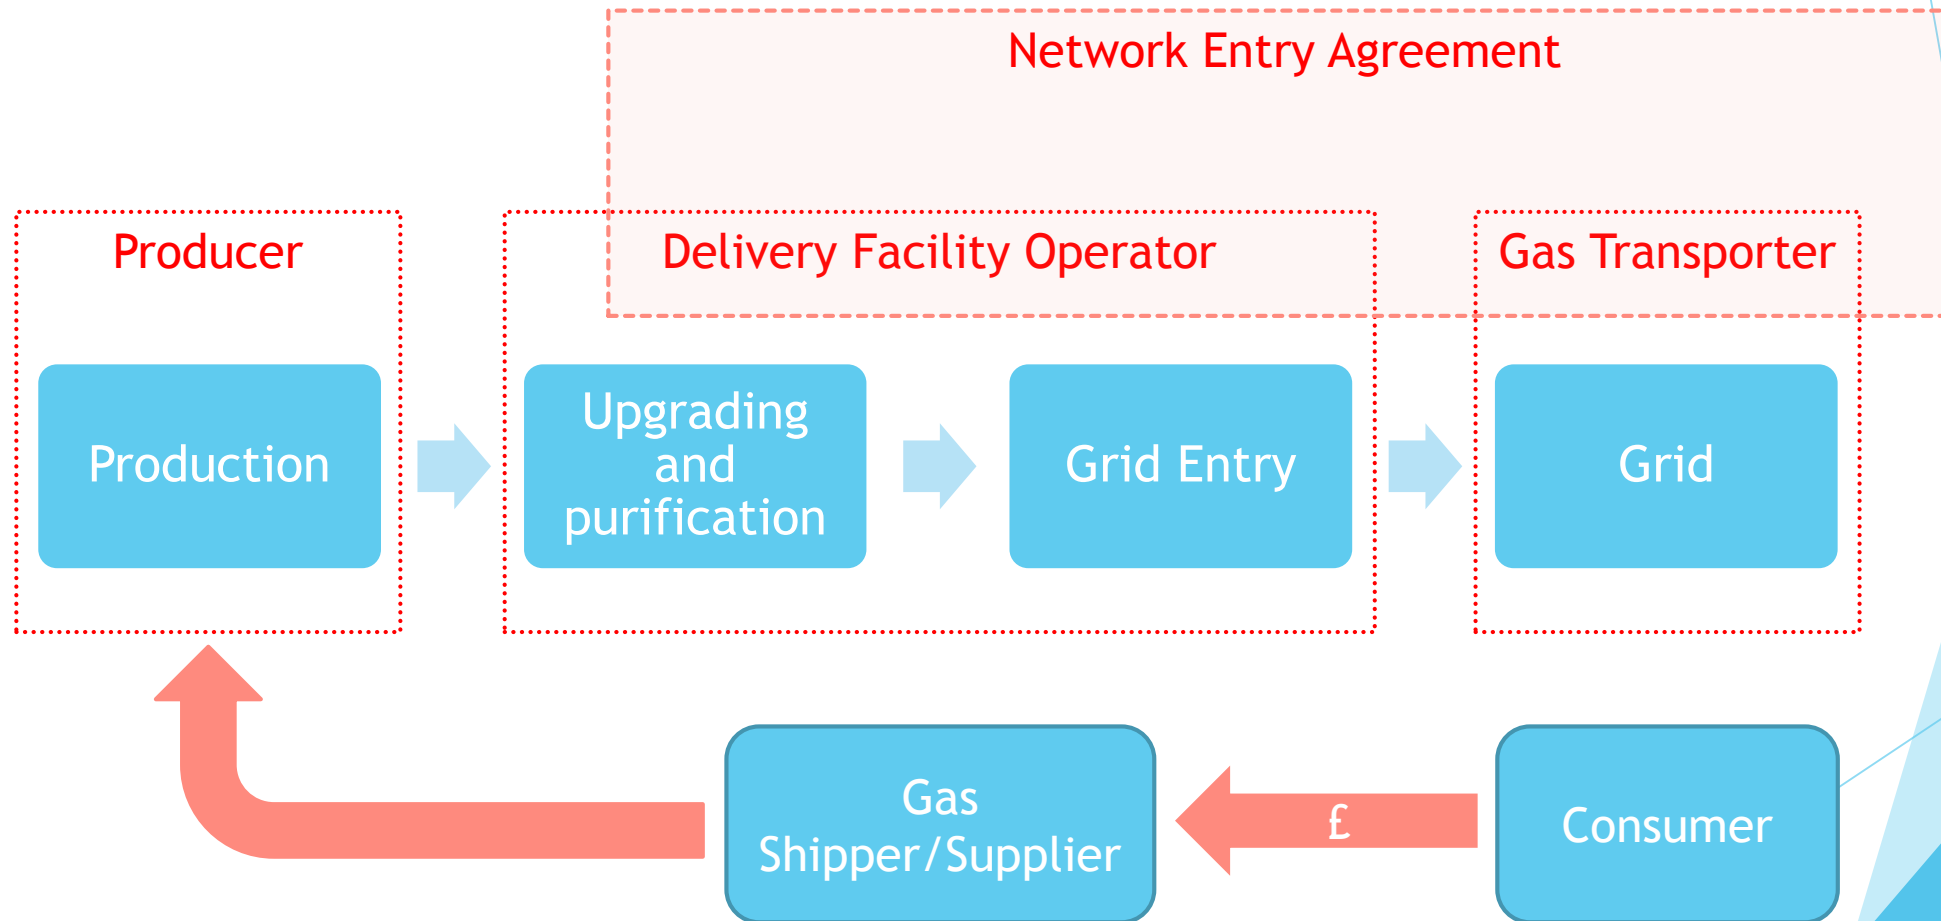 Network Entry Agreement
Producer
Delivery Facility Operator
Gas Transporter
Production
Upgrading
and
purification
Grid Entry
Grid
Gas
Shipper/Supplier
£
Consumer